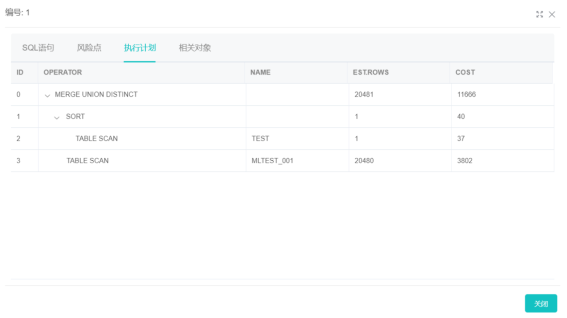 编号: 1
SQL语句 风险点 执行计划 相关对象
ID OPERATOR NAME EST.ROWS COST
0 MERGE UNION DISTINCT 20481 11666
1 SORT 1 40
2 TABLE SCAN TEST 1 37
3 TABLE SCAN MLTEST_001 20480 3802
关闭